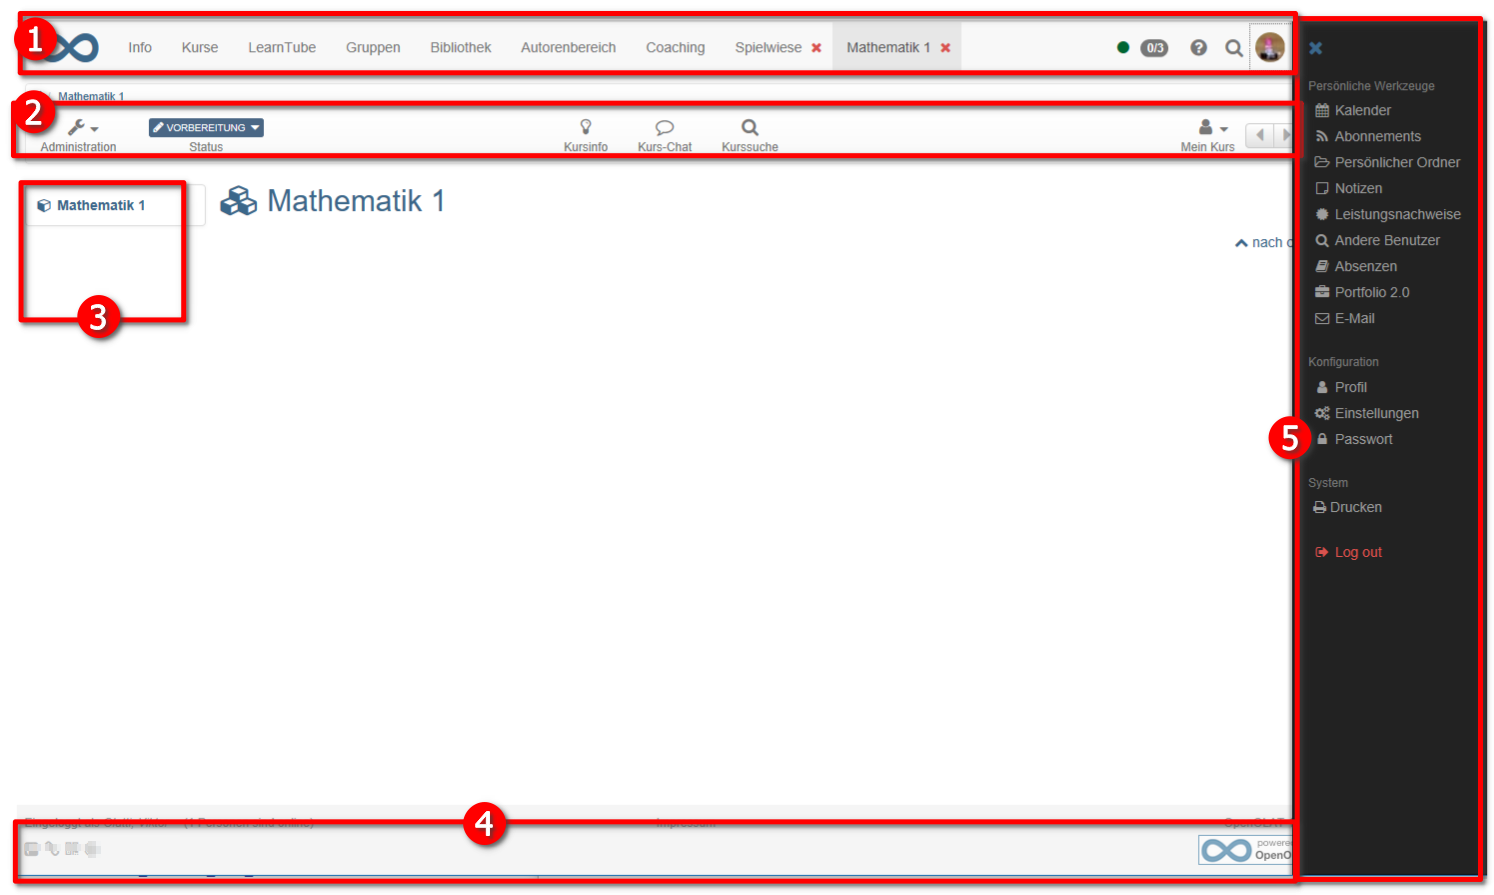 1
Info Kurse LearnTube Gruppen Bibliothek Autorenbereich Coaching Spielwiese Mathematik 1 0/3
2
Mathematik 1
Administration
VORBEREITUNG
Status
Kursinfo
Kurs-Chat
Kurssuche
Mein Kurs
Mathematik 1
3
Mathematik 1
nach
4
Impressum
powere
OpenO
5
Persönliche Werkzeuge
Kalender
Abonnements
Persönlicher Ordner
Notizen
Leistungsnachweise
Andere Benutzer
Absenzen
Portfolio 2.0
E-Mail
Konfiguration
Profil
Einstellungen
Passwort
System
Drucken
Log out